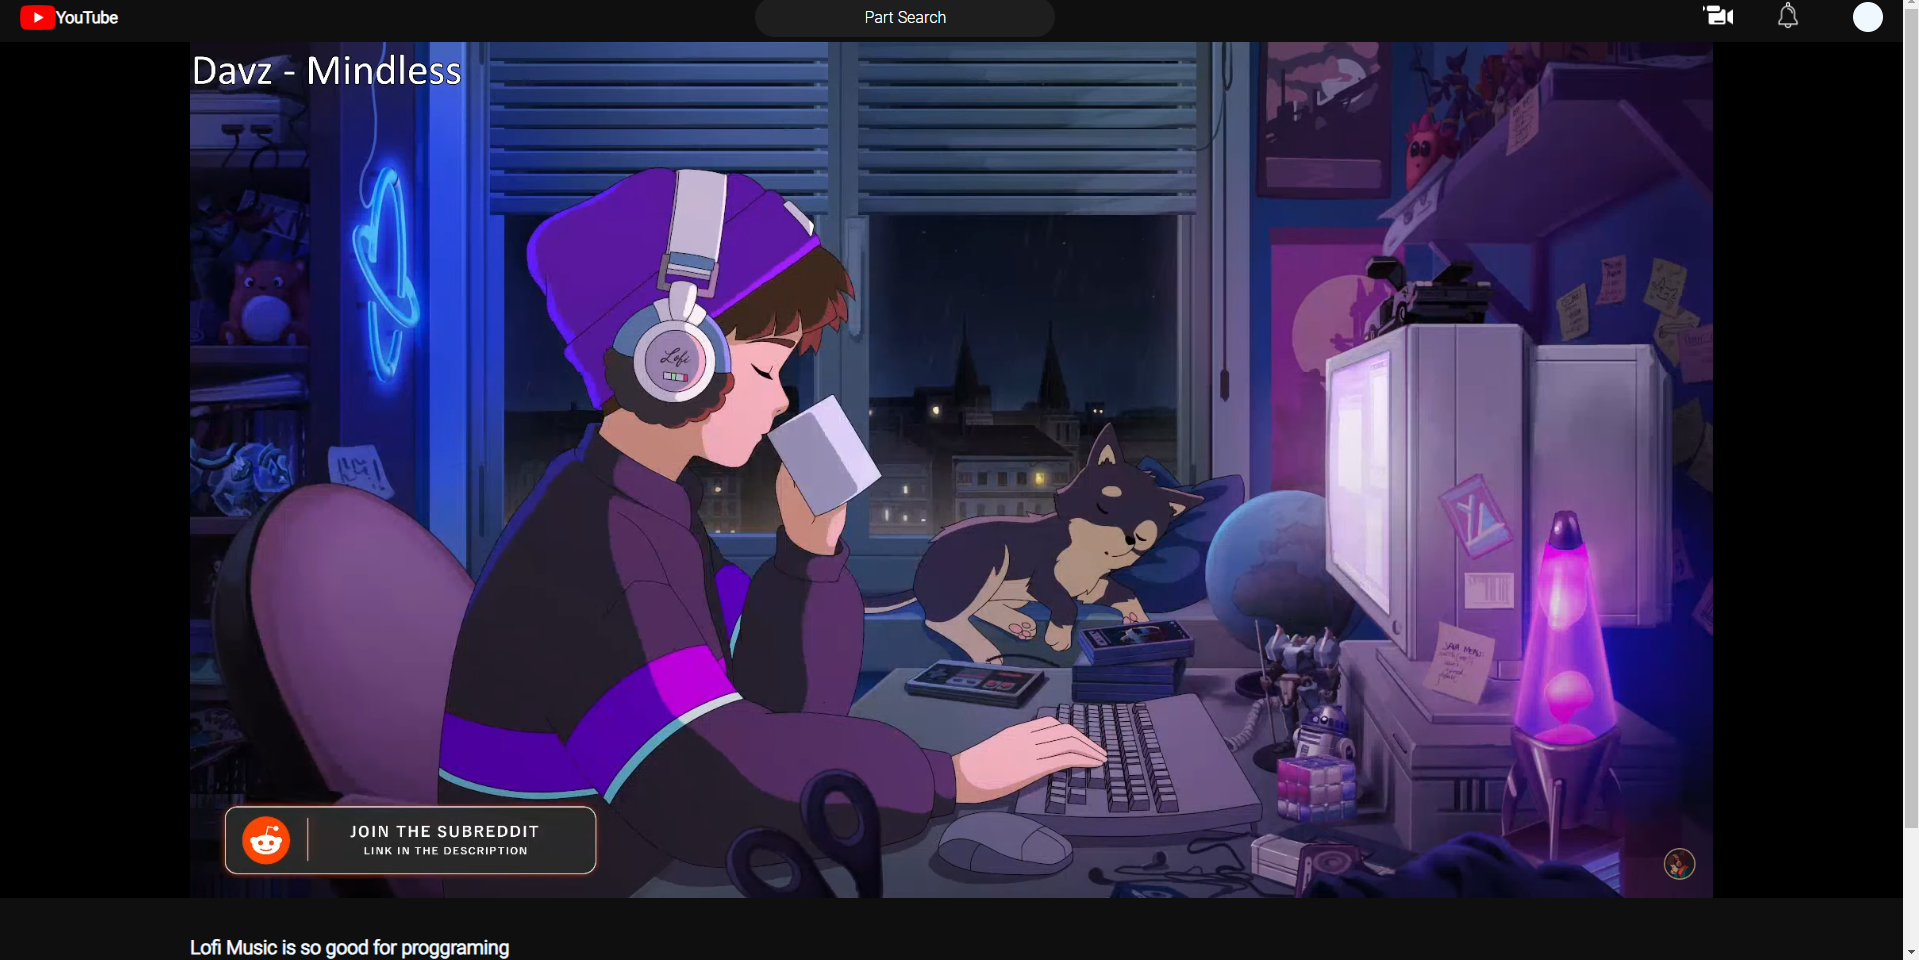 YouTube
Part Search
Davz - Mindless
Lofi
JOIN THE SUBREDDIT
LINK IN THE DESCRIPTION
Lofi Music is so good for proggraming